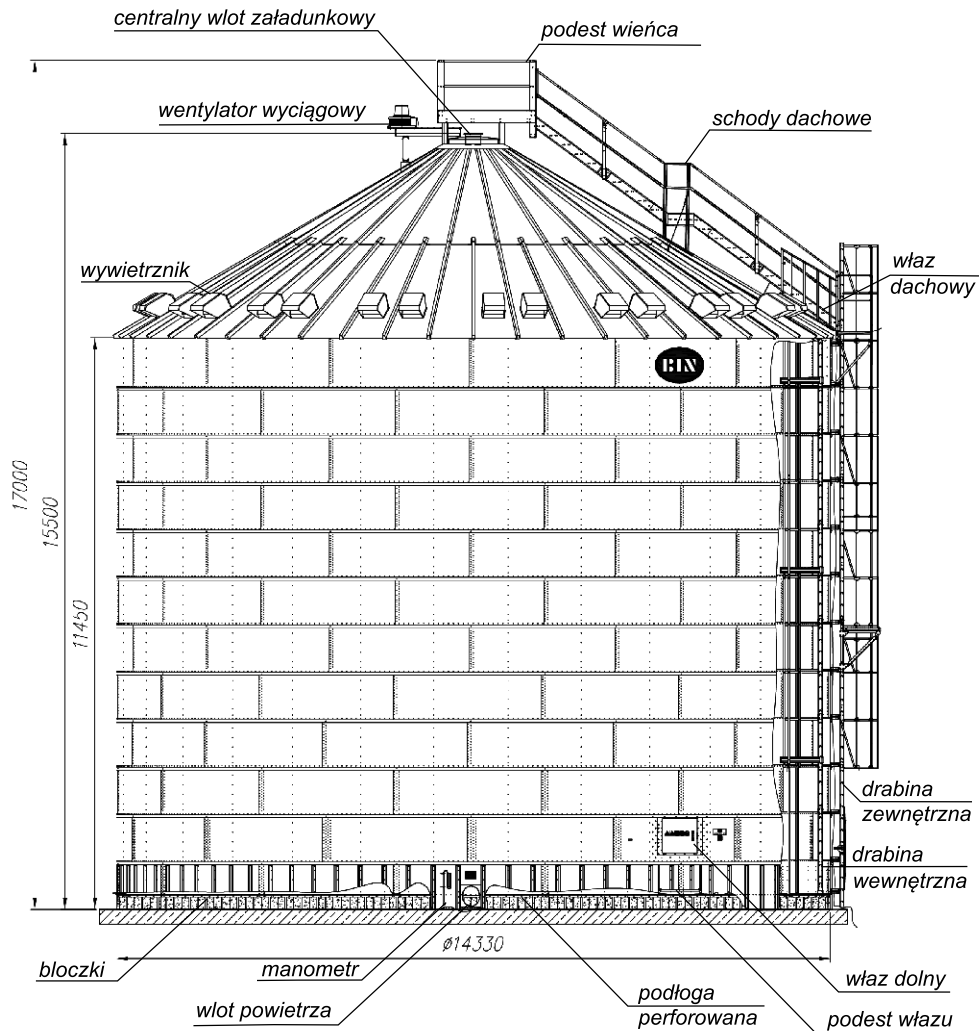 centralny wlot załadunkowy
podest wieńca
wentylator wyciągowy
schody dachowe
wywietrznik
właz
dachowy
BIN
17000
15500
11450
drabina
zewnętrzna
drabina
wewnętrzna
ø14330
bloczki
manometr
wlot powietrza
podłoga
perforowana
właz dolny
podest włazu